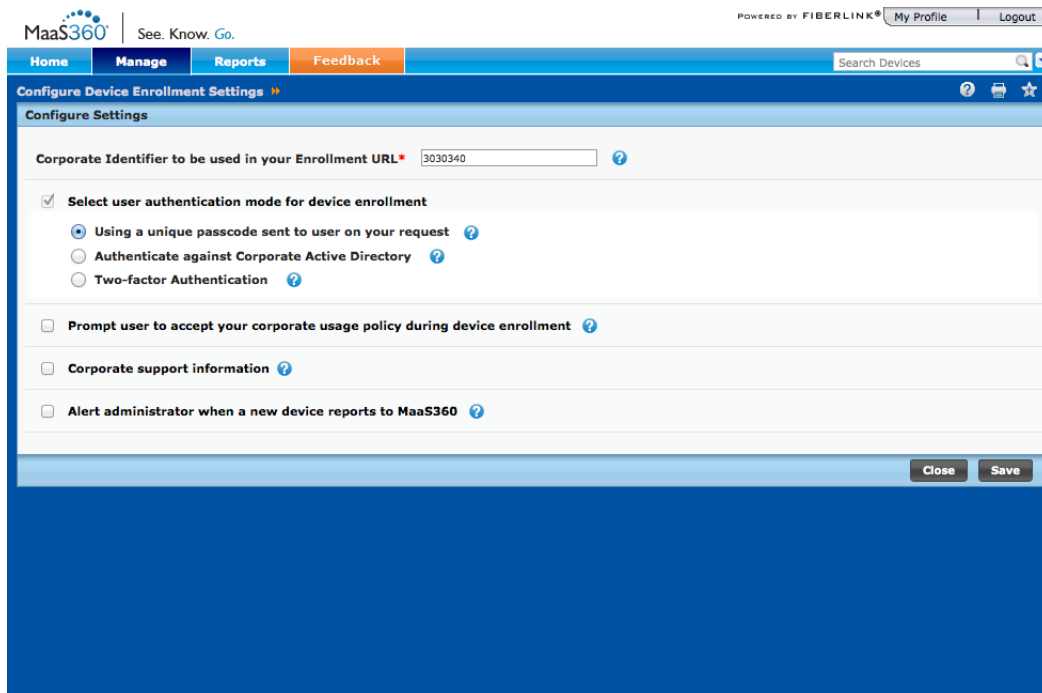 POWERED BY FIBERLINK® My Profile | Logout
MaaS360 See. Know. Go.
Home Manage Reports Feedback Search Devices
Configure Device Enrollment Settings
Configure Settings
Corporate Identifier to be used in your Enrollment URL* 3030340
Select user authentication mode for device enrollment
Using a unique passcode sent to user on your request
Authenticate against Corporate Active Directory
Two-factor Authentication
Prompt user to accept your corporate usage policy during device enrollment
Corporate support information
Alert administrator when a new device reports to MaaS360
Close Save